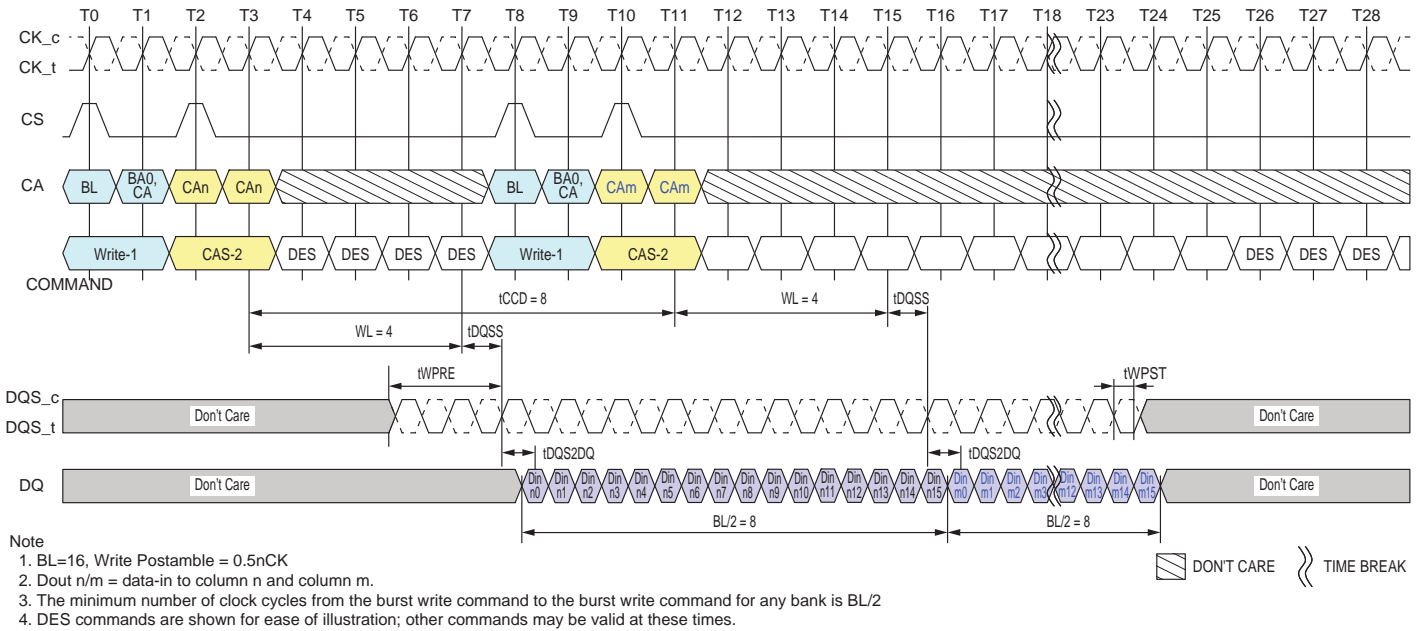 T0 T1 T2 T3 T4 T5 T6 T7 T8 T9 T10 T11 T12 T13 T14 T15 T16 T17 T18 T23 T24 T25 T26 T27 T28
CK_c
CK_t
CS
CA BL BA0, CA CAn CAn BL BA0, CA CAm CAm
Write-1 CAS-2 DES DES DES DES Write-1 CAS-2 DES DES DES
COMMAND
tCCD = 8 WL = 4 tDQSS
WL = 4 tDQSS
tWPRE tWPST
DQS_c
DQS_t
Don't Care Don't Care
tDQS2DQ tDQS2DQ
DQ Don't Care Din n0 Din n1 Din n2 Din n3 Din n4 Din n5 Din n6 Din n7 Din n8 Din n9 Din n10 Din n11 Din n12 Din n13 Din n14 Din n15 Din m0 Din m1 Din m2 Din m3 Din m12 Din m13 Din m14 Din m15 Don't Care
BL/2 = 8 BL/2 = 8
Note
1. BL=16, Write Postamble = 0.5nCK
2. Dout n/m = data-in to column n and column m.
3. The minimum number of clock cycles from the burst write command to the burst write command for any bank is BL/2
4. DES commands are shown for ease of illustration; other commands may be valid at these times.
DON'T CARE TIME BREAK